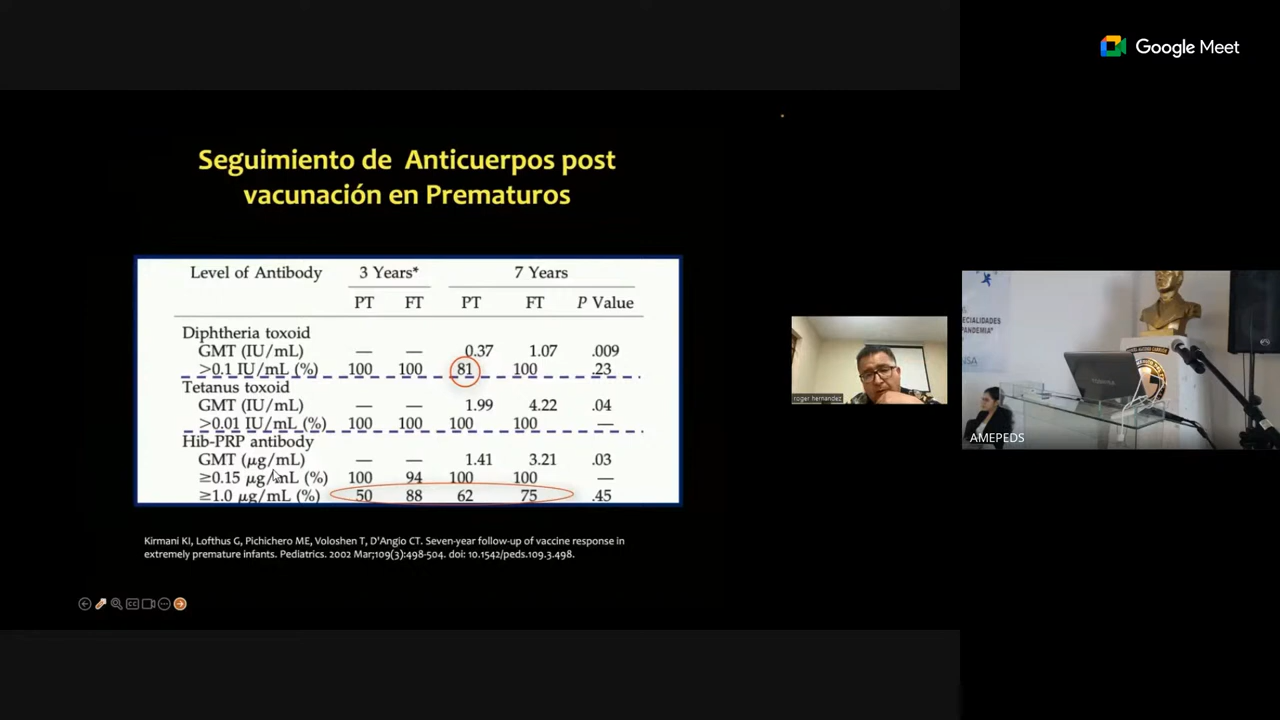 Google Meet
Seguimiento de Anticuerpos post
vacunación en Prematuros
Level of Antibody 3 Years* 7 Years
PT FT PT FT P Value
Diphtheria toxoid
GMT (IU/mL) — — 0.37 1.07 .009
>0.1 IU/mL (%) 100 100 81 100 .23
Tetanus toxoid
GMT (IU/mL) — — 1.99 4.22 .04
>0.01 IU/mL (%) 100 100 100 100 —
Hib-PRP antibody
GMT (µg/mL) — — 1.41 3.21 .03
≥0.15 µg/mL (%) 100 94 100 100 —
≥1.0 µg/mL (%) 50 88 62 75 .45
Kirmani KI, Lofthus G, Pichichero ME, Voloshen T, D'Angio CT. Seven-year follow-up of vaccine response in
extremely premature infants. Pediatrics. 2002 Mar;109(3):498-504. doi: 10.1542/peds.109.3.498.
roger hernandez
AMEPEDS
TOSHIBA